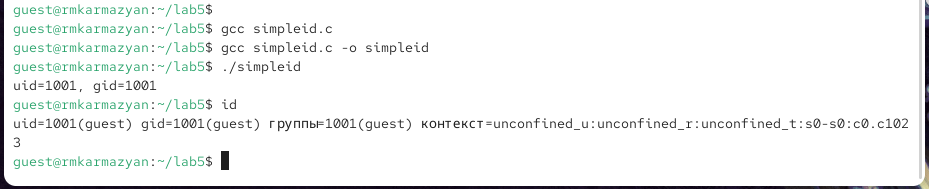 guest@rmkarmazyan:~/lab5$
guest@rmkarmazyan:~/lab5$ gcc simpleid.c
guest@rmkarmazyan:~/lab5$ gcc simpleid.c -o simpleid
guest@rmkarmazyan:~/lab5$ ./simpleid
uid=1001, gid=1001
guest@rmkarmazyan:~/lab5$ id
uid=1001(guest) gid=1001(guest) группы=1001(guest) контекст=unconfined_u:unconfined_r:unconfined_t:s0-s0:c0.c102
3
guest@rmkarmazyan:~/lab5$